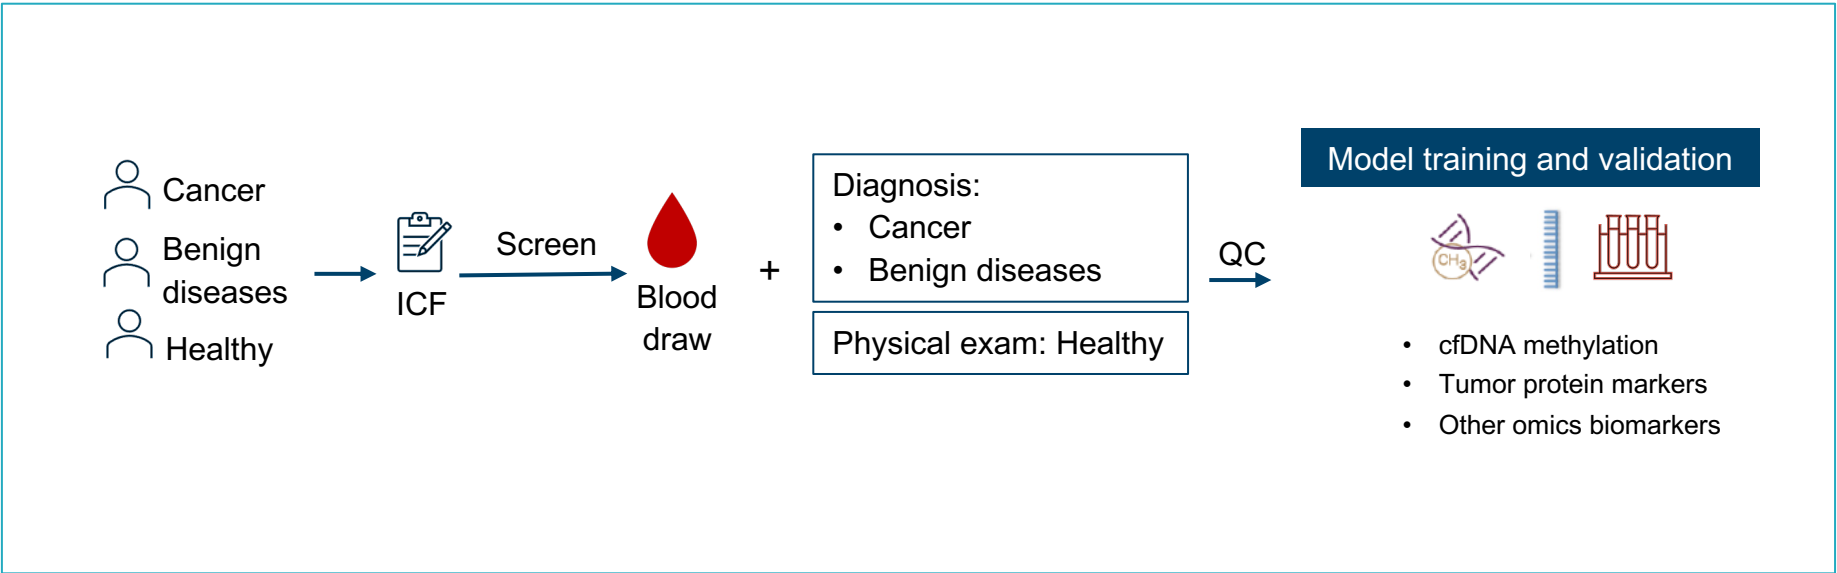 Cancer
Benign
diseases
Healthy
ICF
Screen
Blood
draw
+
Diagnosis:
• Cancer
• Benign diseases
Physical exam: Healthy
QC
Model training and validation
CH3
• cfDNA methylation
• Tumor protein markers
• Other omics biomarkers